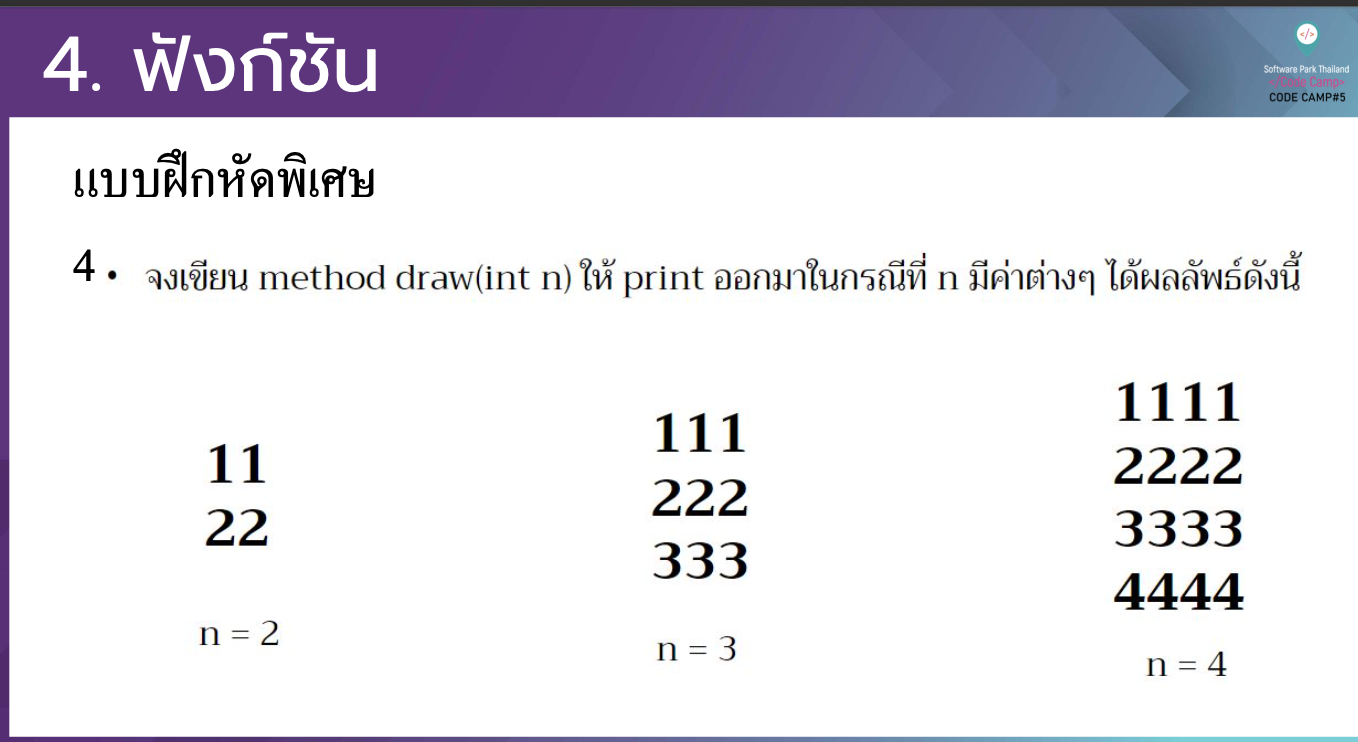 4. ฟังก์ชัน
</>
Software Park Thailand
</Code Camp>
CODE CAMP#5
แบบฝึกหัดพิเศษ
4 • จงเขียน method draw(int n) ให้ print ออกมาในกรณีที่ n มีค่าต่างๆ ได้ผลลัพธ์ดังนี้
11
22
n = 2
111
222
333
n = 3
1111
2222
3333
4444
n = 4